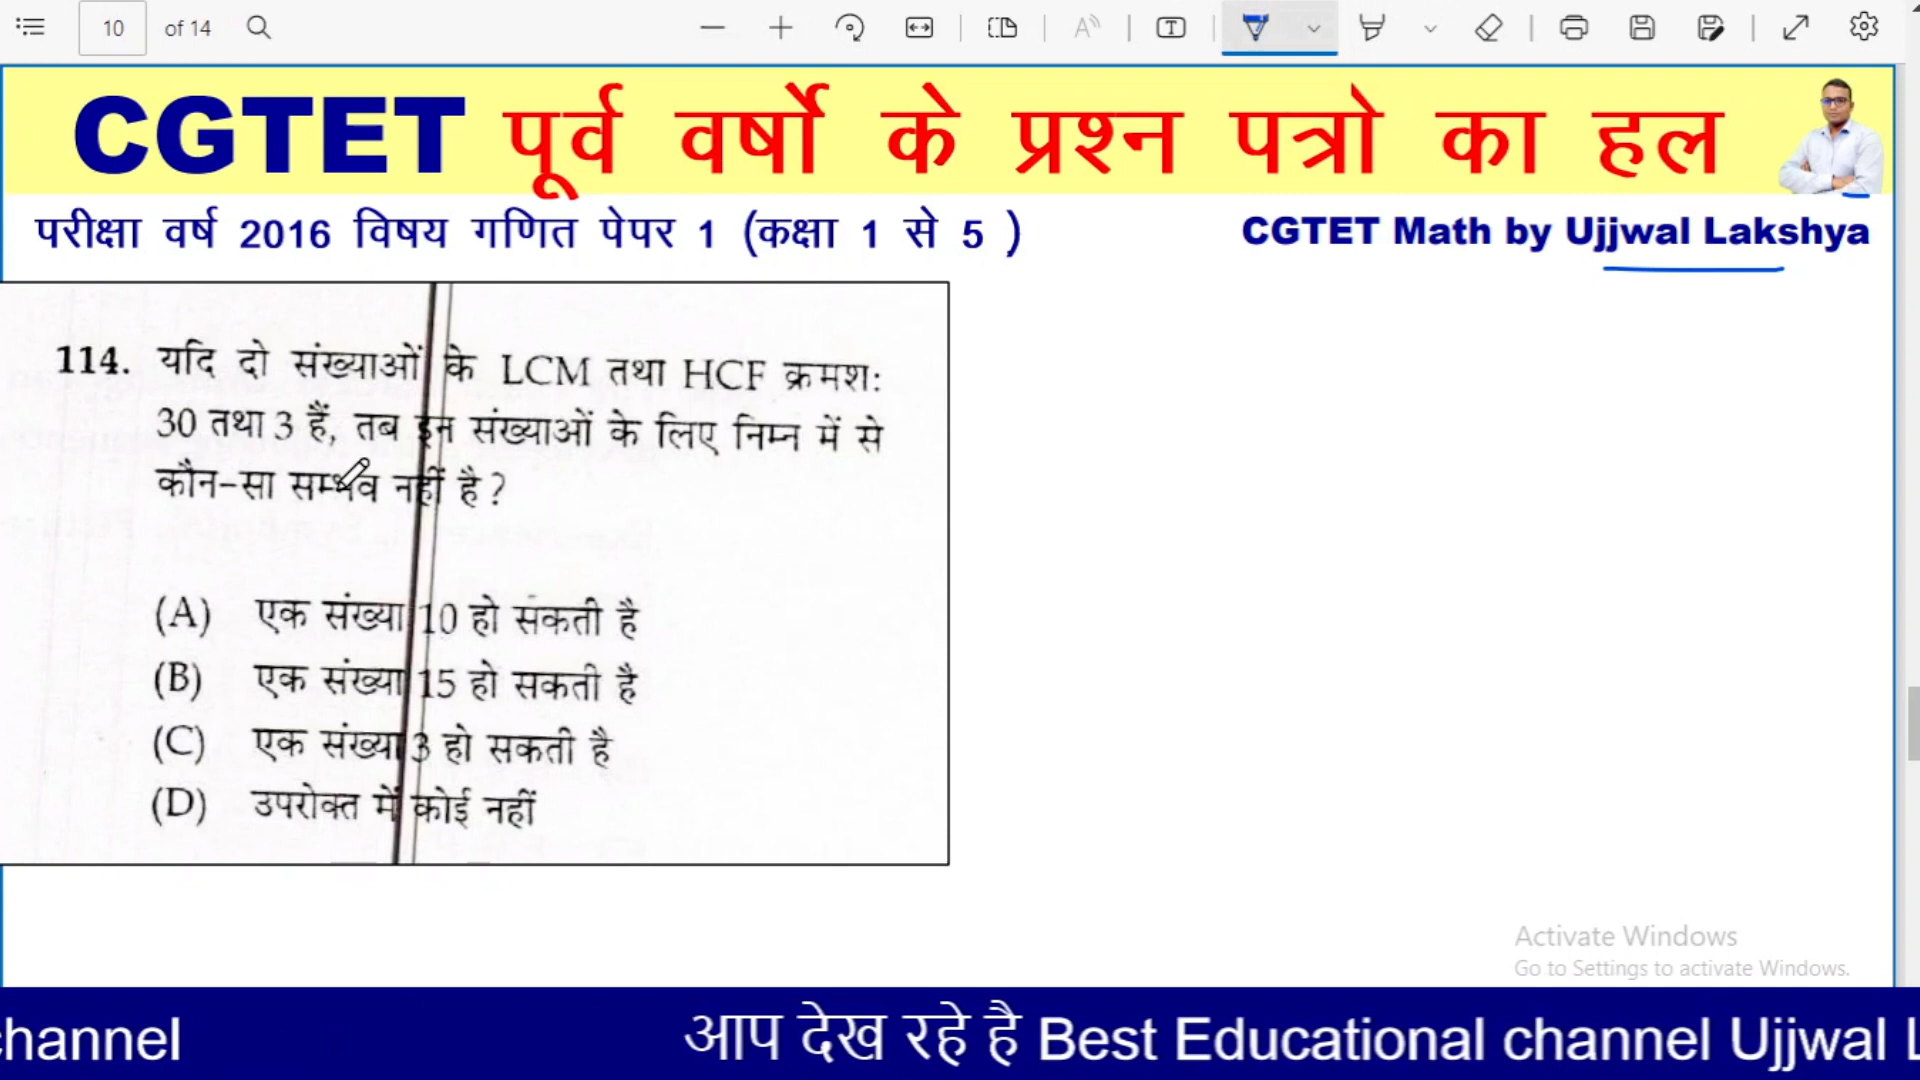 10 of 14
CGTET पूर्व वर्षो के प्रश्न पत्रो का हल
परीक्षा वर्ष 2016 विषय गणित पेपर 1 (कक्षा 1 से 5 )
CGTET Math by Ujjwal Lakshya
114. यदि दो संख्याओं के LCM तथा HCF क्रमशः
30 तथा 3 हैं, तब इन संख्याओं के लिए निम्न में से
कौन-सा सम्भव नहीं है ?
(A) एक संख्या 10 हो सकती है
(B) एक संख्या 15 हो सकती है
(C) एक संख्या 3 हो सकती है
(D) उपरोक्त में कोई नहीं
Activate Windows
Go to Settings to activate Windows.
hannel आप देख रहे है Best Educational channel Ujjwal L